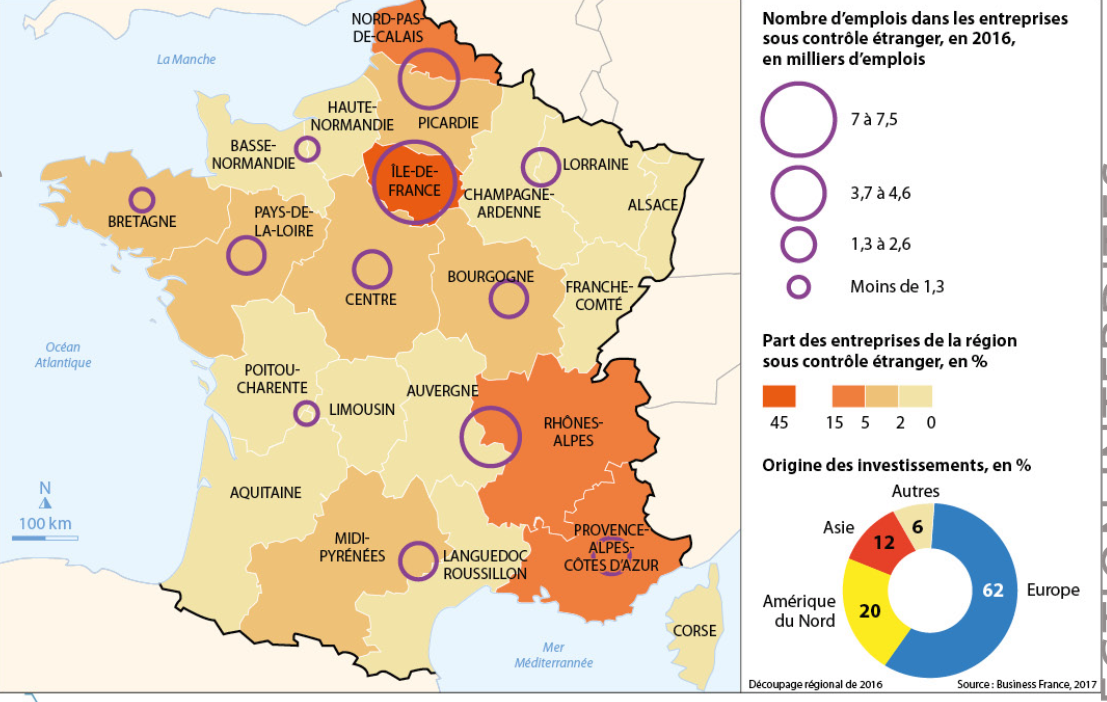 NORD-PAS-
DE-CALAIS
La Manche
HAUTE-
NORMANDIE
PICARDIE
BASSE-
NORMANDIE
ÎLE-DE-
FRANCE
LORRAINE
CHAMPAGNE-
ARDENNE
ALSACE
BRETAGNE
PAYS-DE-
LA-LOIRE
CENTRE
BOURGOGNE
FRANCHE-
COMTÉ
Océan
Atlantique
POITOU-
CHARENTE
LIMOUSIN
AUVERGNE
RHÔNES-
ALPES
AQUITAINE
N
100 km
MIDI-
PYRÉNÉES
LANGUEDOC
ROUSSILLON
PROVENCE-
ALPES-
CÔTES D'AZUR
Mer
Méditerrannée
CORSE
Nombre d'emplois dans les entreprises
sous contrôle étranger, en 2016,
en milliers d'emplois
7 à 7,5
3,7 à 4,6
1,3 à 2,6
Moins de 1,3
Part des entreprises de la région
sous contrôle étranger, en %
45 15 5 2 0
Origine des investissements, en %
Autres
6
Asie
12
62
Europe
Amérique
du Nord
20
Découpage régional de 2016
Source : Business France, 2017